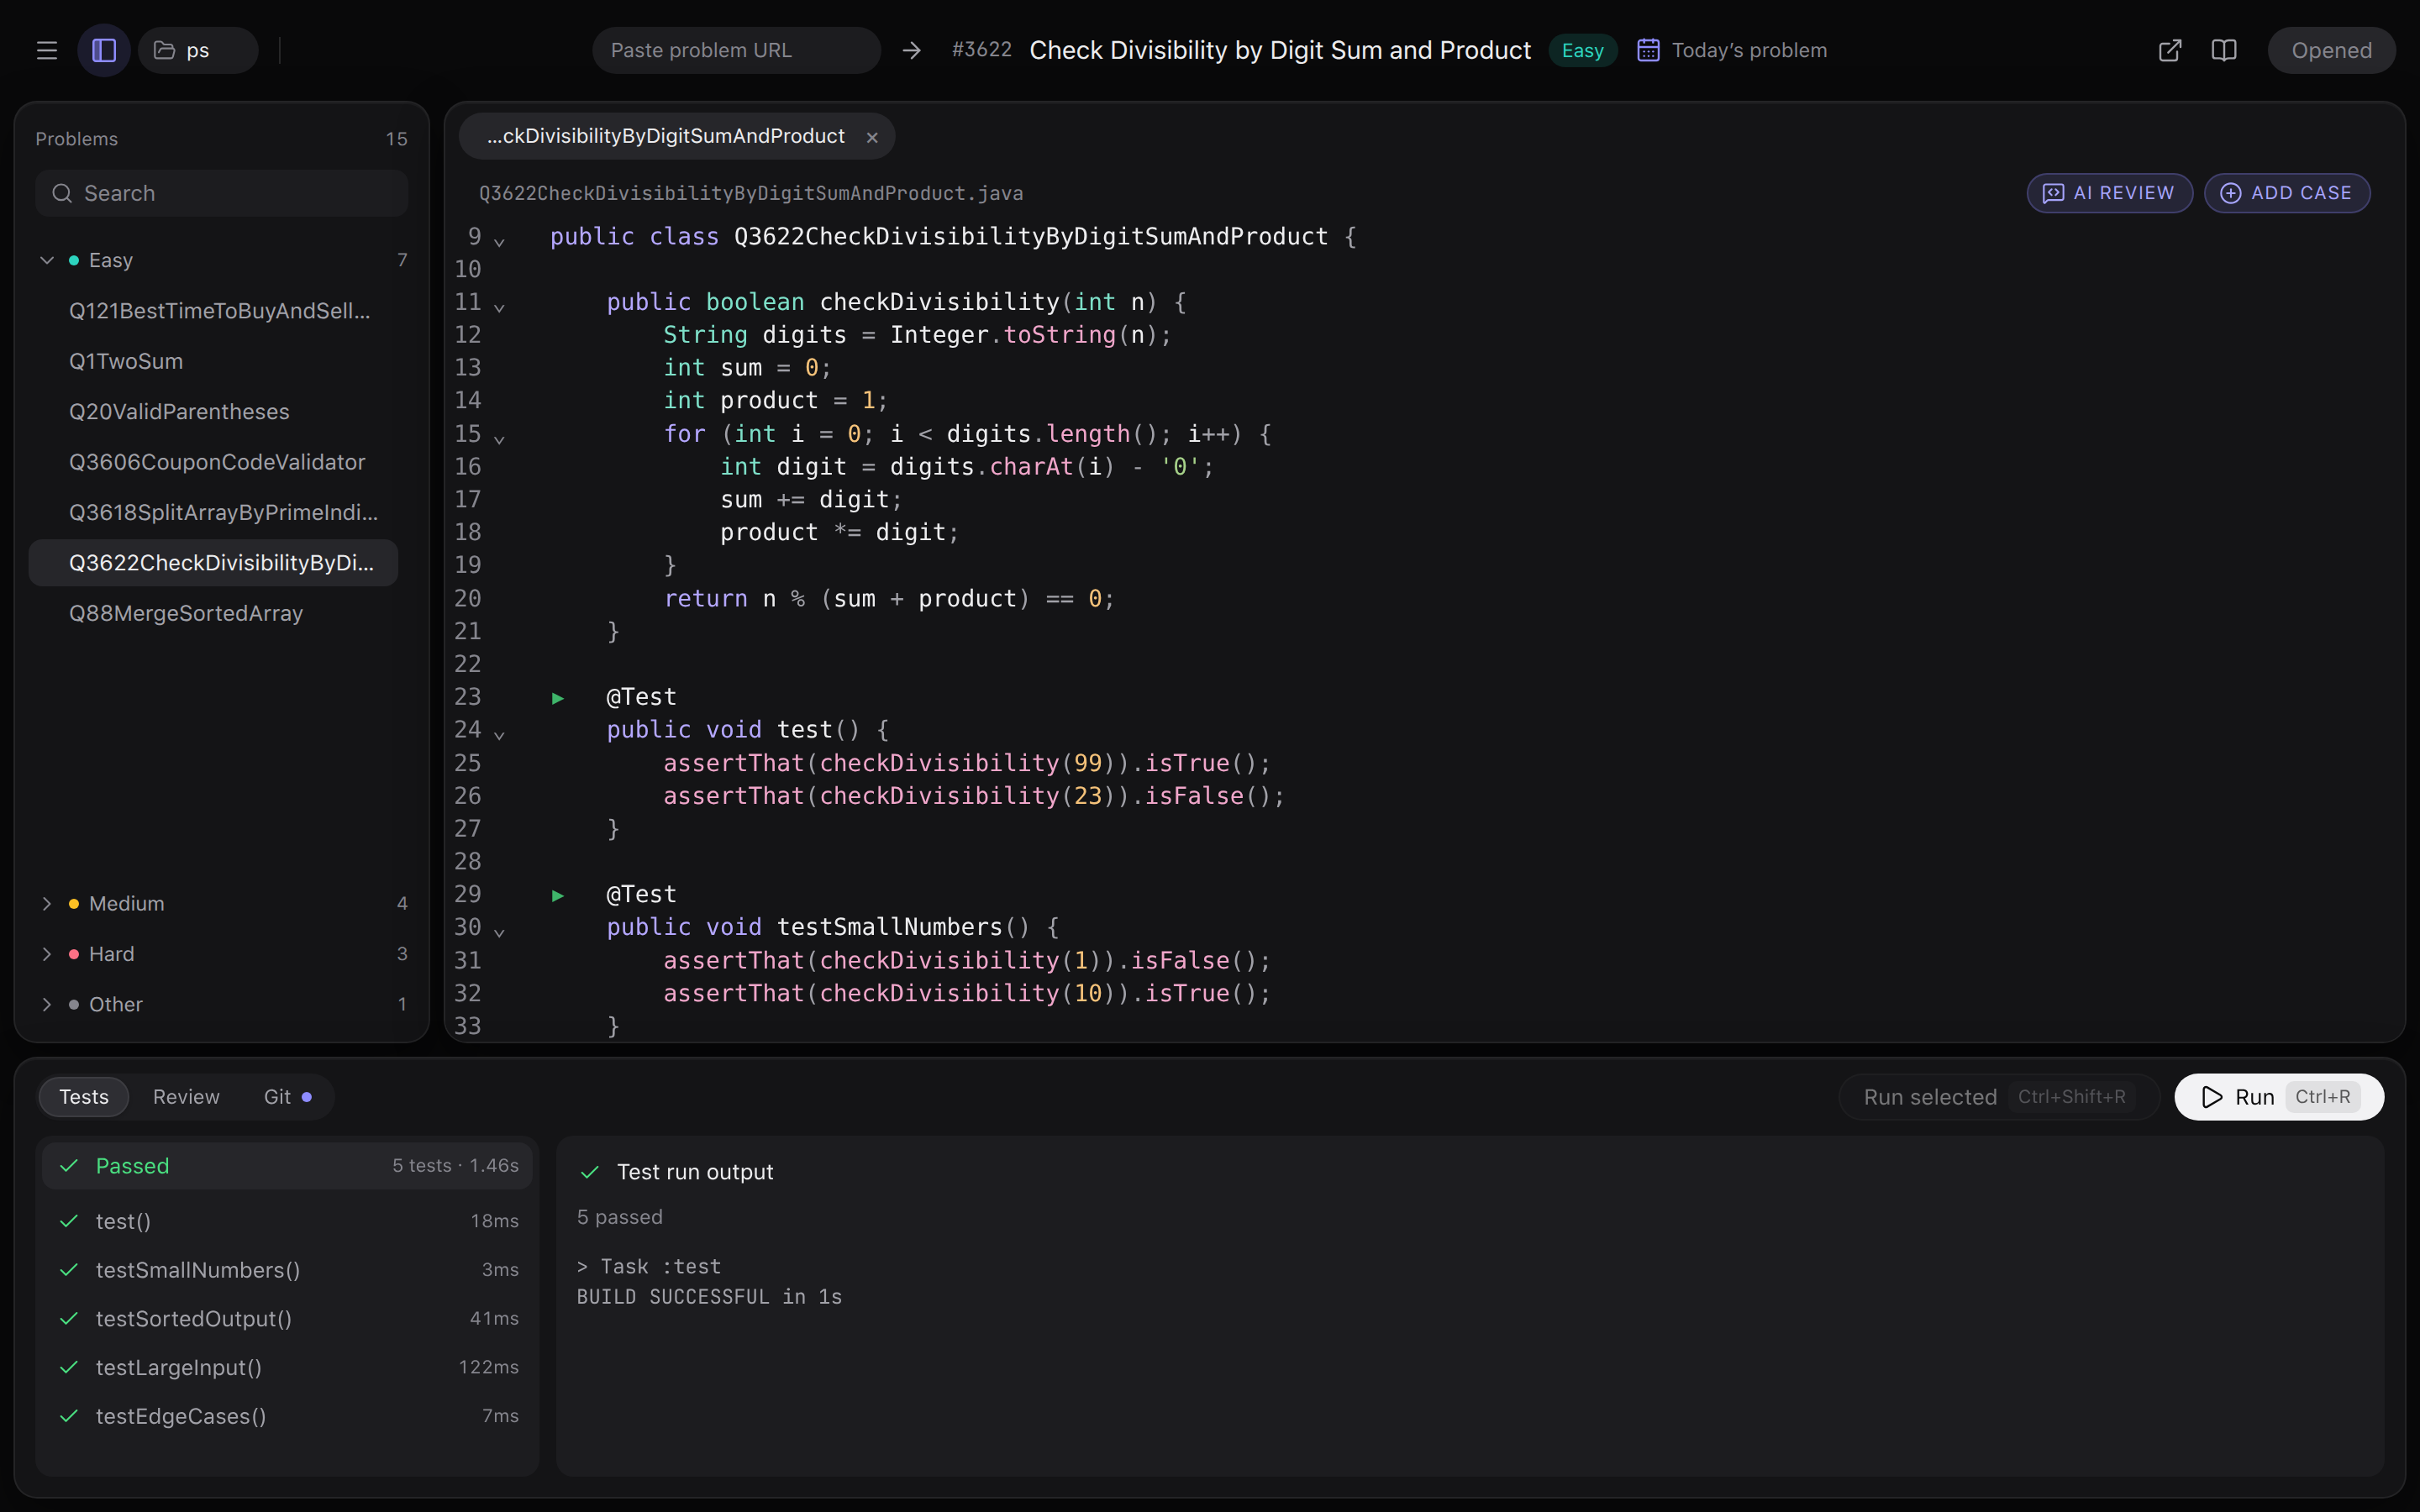 ps
Paste problem URL
#3622 Check Divisibility by Digit Sum and Product Easy Today’s problem
Opened
Problems 15
Search
Easy 7
Q121BestTimeToBuyAndSell...
Q1TwoSum
Q20ValidParentheses
Q3606CouponCodeValidator
Q3618SplitArrayByPrimeIndi...
Q3622CheckDivisibilityByDi...
Q88MergeSortedArray
Medium 4
Hard 3
Other 1
...ckDivisibilityByDigitSumAndProduct ×
Q3622CheckDivisibilityByDigitSumAndProduct.java
AI REVIEW
ADD CASE
9 public class Q3622CheckDivisibilityByDigitSumAndProduct {
10
11     public boolean checkDivisibility(int n) {
12         String digits = Integer.toString(n);
13         int sum = 0;
14         int product = 1;
15         for (int i = 0; i < digits.length(); i++) {
16             int digit = digits.charAt(i) - '0';
17             sum += digit;
18             product *= digit;
19         }
20         return n % (sum + product) == 0;
21     }
22
23     @Test
24     public void test() {
25         assertThat(checkDivisibility(99)).isTrue();
26         assertThat(checkDivisibility(23)).isFalse();
27     }
28
29     @Test
30     public void testSmallNumbers() {
31         assertThat(checkDivisibility(1)).isFalse();
32         assertThat(checkDivisibility(10)).isTrue();
33     }
Tests Review Git
Run selected Ctrl+Shift+R
Run Ctrl+R
Passed 5 tests · 1.46s
test() 18ms
testSmallNumbers() 3ms
testSortedOutput() 41ms
testLargeInput() 122ms
testEdgeCases() 7ms
Test run output
5 passed
> Task :test
BUILD SUCCESSFUL in 1s